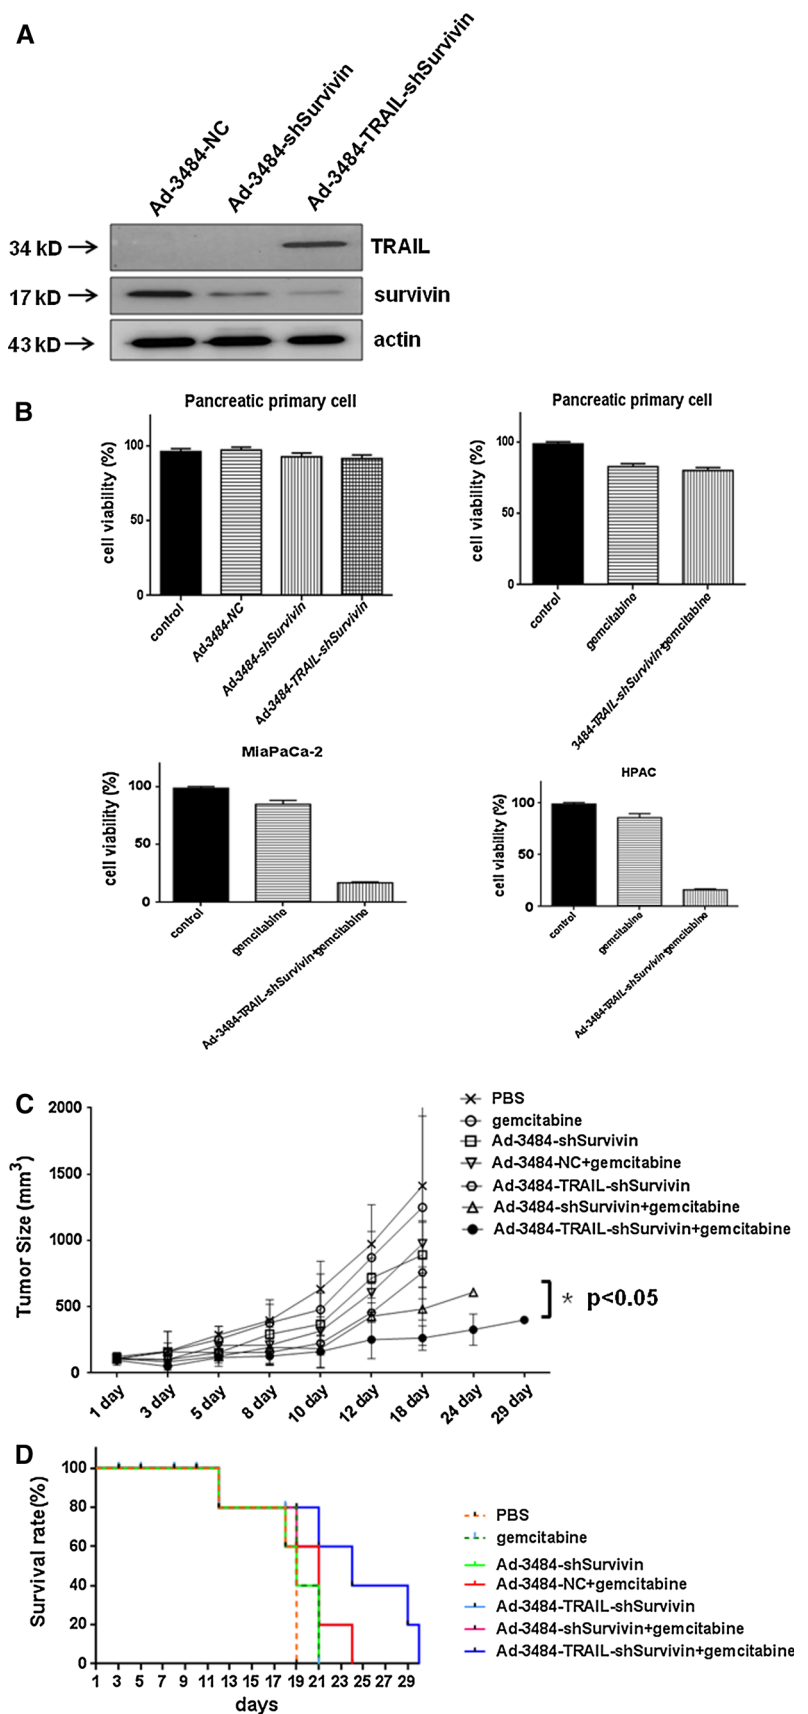 A
Ad-3484-NC
Ad-3484-shSurvivin
Ad-3484-TRAIL-shSurvivin
34 kD → TRAIL
17 kD → survivin
43 kD → actin
B
Pancreatic primary cell
cell viability (%)
100
50
0
control
Ad-3484-NC
Ad-3484-shSurvivin
Ad-3484-TRAIL-shSurvivin
Pancreatic primary cell
cell viability (%)
100
50
0
control
gemcitabine
3484-TRAIL-shSurvivin+gemcitabine
MiaPaCa-2
cell viability (%)
100
50
0
control
gemcitabine
Ad-3484-TRAIL-shSurvivin+gemcitabine
HPAC
cell viability (%)
100
50
0
control
gemcitabine
Ad-3484-TRAIL-shSurvivin+gemcitabine
C
Tumor Size (mm3)
2000
1500
1000
500
0
1 day 3 day 5 day 8 day 10 day 12 day 18 day 24 day 29 day
PBS
gemcitabine
Ad-3484-shSurvivin
Ad-3484-NC+gemcitabine
Ad-3484-TRAIL-shSurvivin
Ad-3484-shSurvivin+gemcitabine
Ad-3484-TRAIL-shSurvivin+gemcitabine
* p<0.05
D
Survival rate(%)
100
80
60
40
20
0
1 3 5 7 9 11 13 15 17 19 21 23 25 27 29
days
PBS
gemcitabine
Ad-3484-shSurvivin
Ad-3484-NC+gemcitabine
Ad-3484-TRAIL-shSurvivin
Ad-3484-shSurvivin+gemcitabine
Ad-3484-TRAIL-shSurvivin+gemcitabine